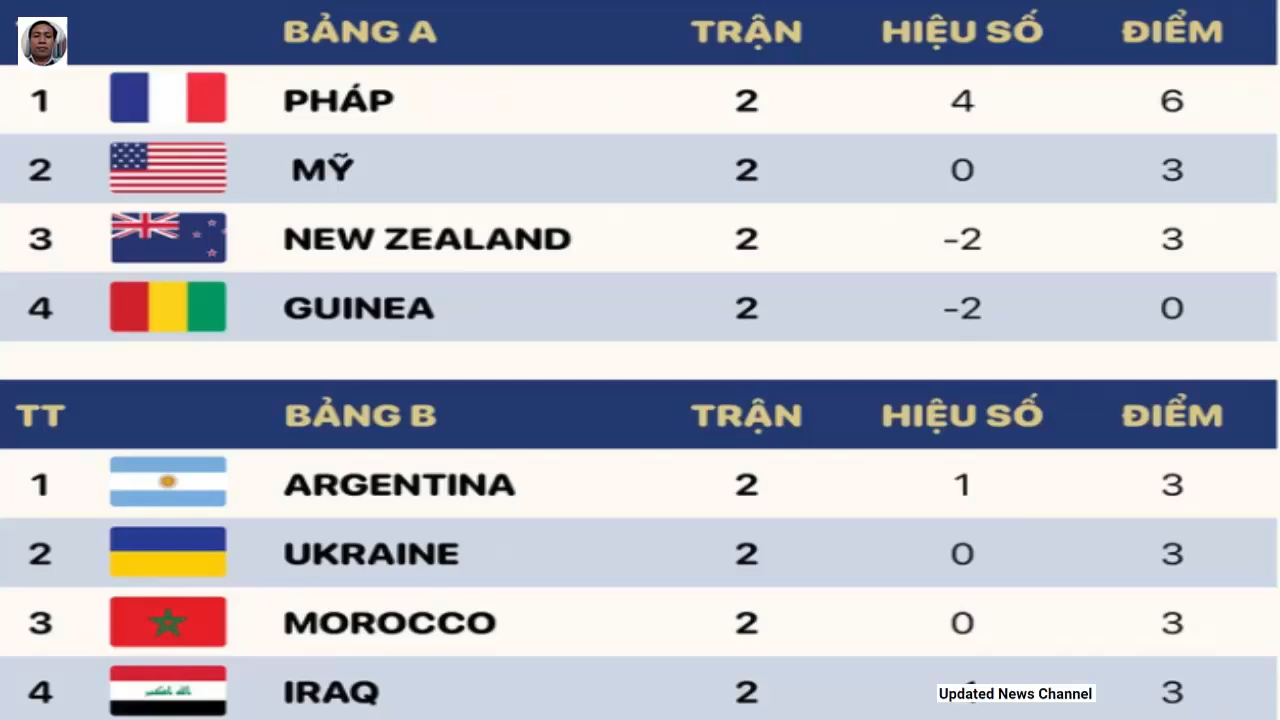 BẢNG A TRẬN HIỆU SỐ ĐIỂM
1 PHÁP 2 4 6
2 MỸ 2 0 3
3 NEW ZEALAND 2 -2 3
4 GUINEA 2 -2 0
TT BẢNG B TRẬN HIỆU SỐ ĐIỂM
1 ARGENTINA 2 1 3
2 UKRAINE 2 0 3
3 MOROCCO 2 0 3
4 IRAQ 2 3
Updated News Channel